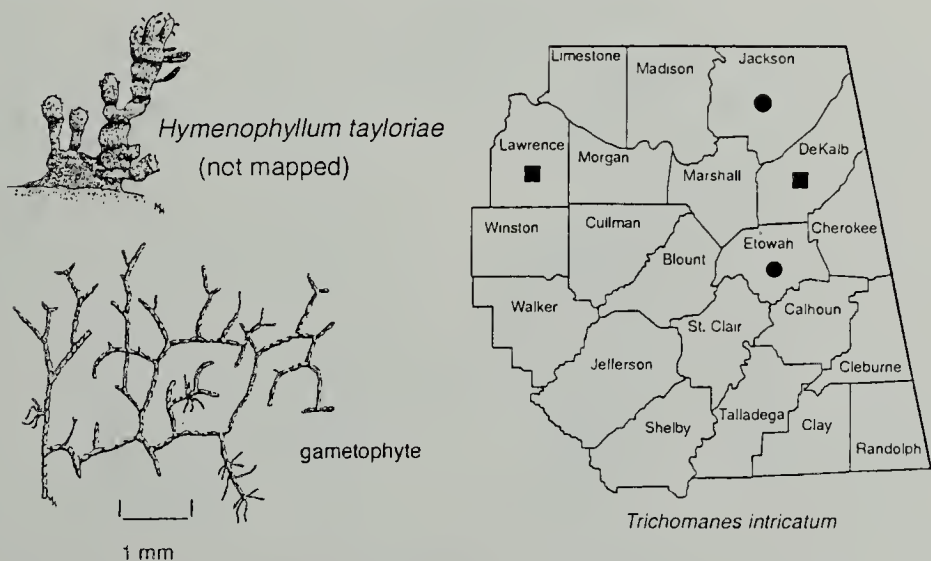 Hymenophyllum tayloriae
(not mapped)
gametophyte
1 mm
Limestone
Madison
Jackson
Lawrence
Morgan
Marshall
DeKalb
Winston
Cullman
Blount
Etowah
Cherokee
Walker
Jefferson
St. Clair
Calhoun
Cleburne
Shelby
Talladega
Clay
Randolph
Trichomanes intricatum